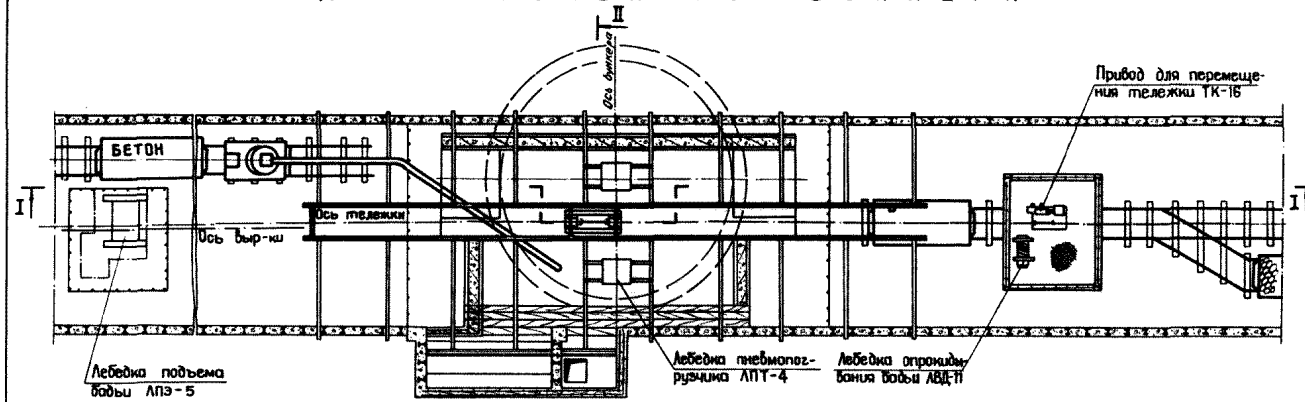 II
Ось бункера
Привод для перемеще-
ния тележки ТК-1б
БЕТОН
I
I
Ось тележки
Ось выр-ки
Лебедка подъема
бадьи ЛПЭ-5
Лебедка пневмопог-
рузчика ЛПТ-4
Лебедка опрокиды-
вания бадьи ЛВД-11